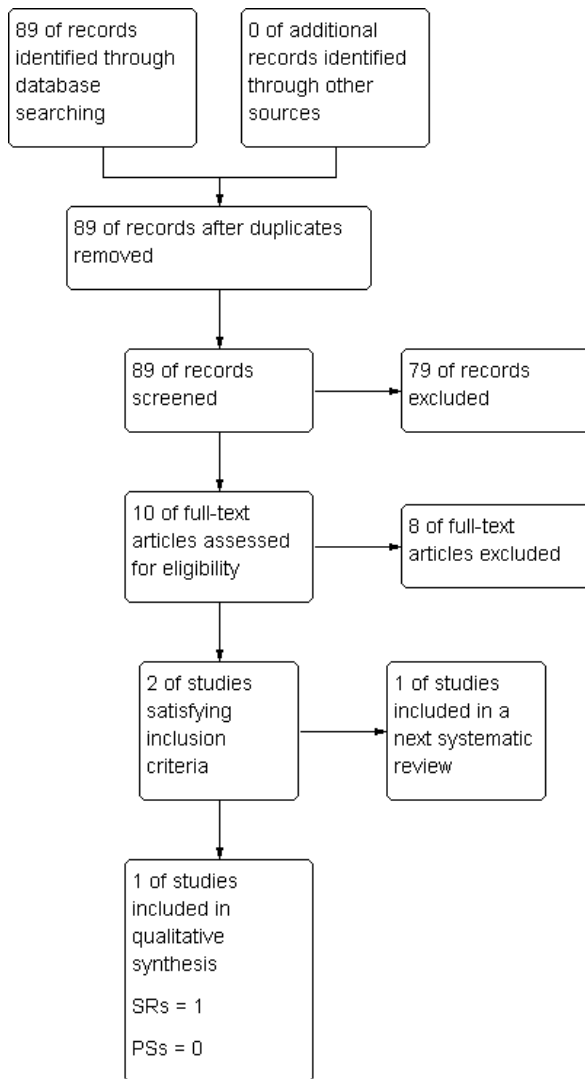 89 of records
identified through
database
searching
0 of additional
records identified
through other
sources
89 of records after duplicates
removed
89 of records
screened
79 of records
excluded
10 of full-text
articles assessed
for eligibility
8 of full-text
articles excluded
2 of studies
satisfying
inclusion
criteria
1 of studies
included in a
next systematic
review
1 of studies
included in
qualitative
synthesis
SRs = 1
PSs = 0